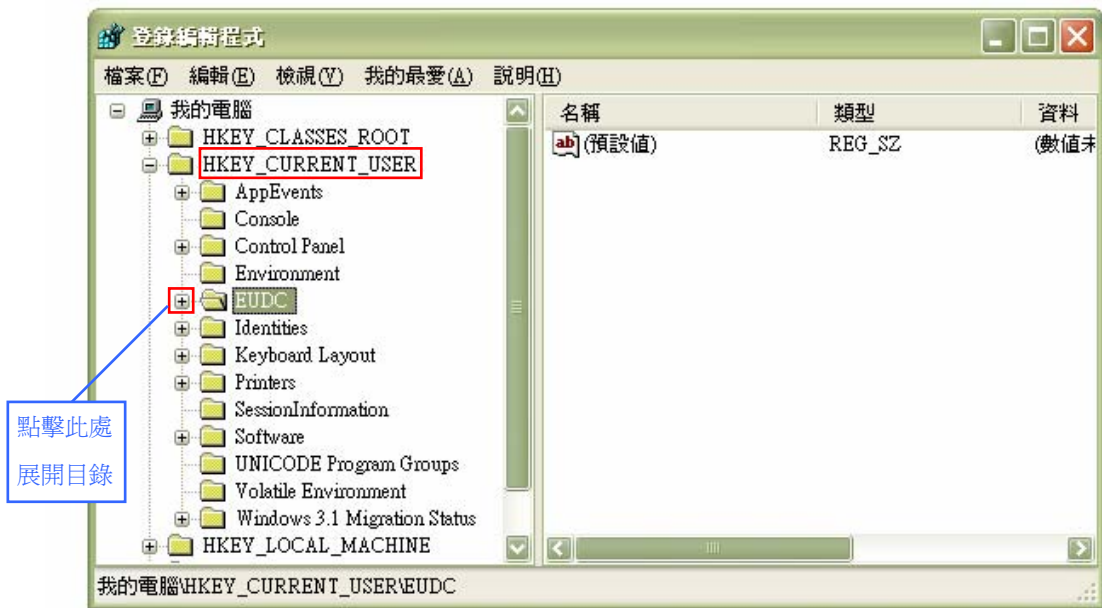 登錄編輯程式
檔案(F) 編輯(E) 檢視(V) 我的最愛(A) 說明(H)
我的電腦
HKEY_CLASSES_ROOT
HKEY_CURRENT_USER
AppEvents
Console
Control Panel
Environment
EUDC
Identities
Keyboard Layout
Printers
SessionInformation
Software
UNICODE Program Groups
Volatile Environment
Windows 3.1 Migration Status
HKEY_LOCAL_MACHINE
名稱 類型 資料
ab (預設值) REG_SZ (數值未
點擊此處
展開目錄
我的電腦\HKEY_CURRENT_USER\EUDC